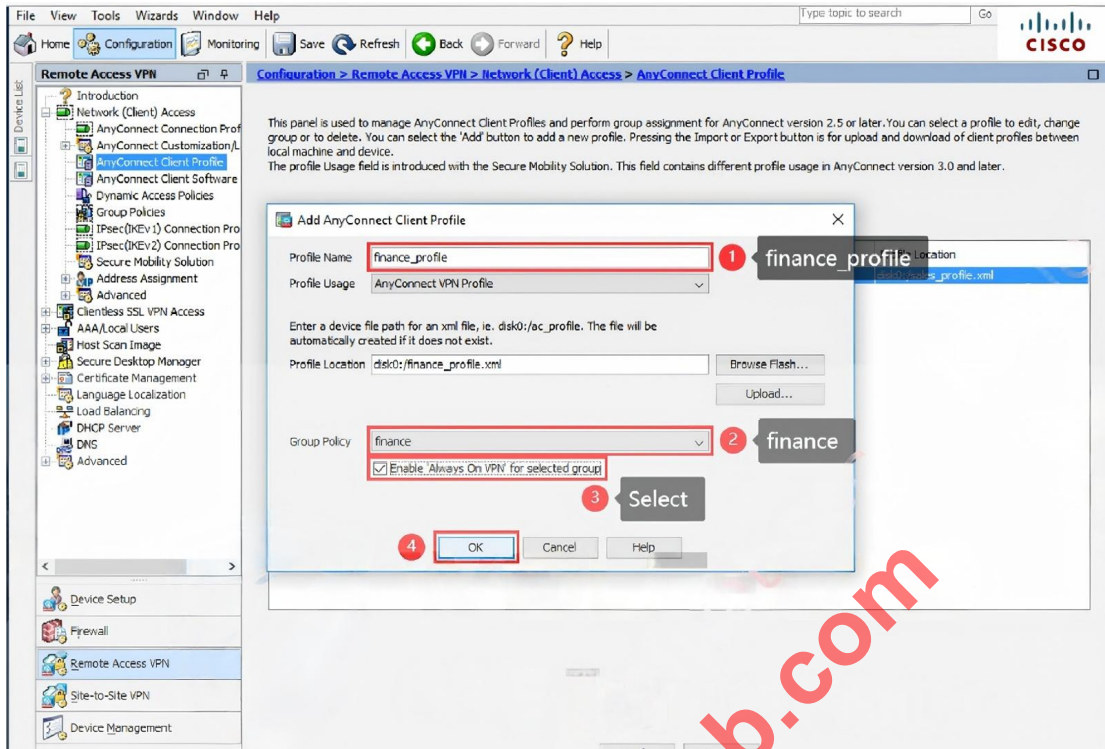 File View Tools Wizards Window Help
Type topic to search Go
Home Configuration Monitoring Save Refresh Back Forward Help
CISCO
Device List
Remote Access VPN
Introduction
Network (Client) Access
AnyConnect Connection Prof
AnyConnect Customization/L
AnyConnect Client Profile
AnyConnect Client Software
Dynamic Access Policies
Group Policies
IPsec(IKEv1) Connection Pro
IPsec(IKEv2) Connection Pro
Secure Mobility Solution
Address Assignment
Advanced
Clientless SSL VPN Access
AAA/Local Users
Host Scan Image
Secure Desktop Manager
Certificate Management
Language Localization
Load Balancing
DHCP Server
DNS
Advanced
Device Setup
Firewall
Remote Access VPN
Site-to-Site VPN
Device Management
Configuration > Remote Access VPN > Network (Client) Access > AnyConnect Client Profile
This panel is used to manage AnyConnect Client Profiles and perform group assignment for AnyConnect version 2.5 or later. You can select a profile to edit, change
group or to delete. You can select the 'Add' button to add a new profile. Pressing the Import or Export button is for upload and download of client profiles between
local machine and device.
The profile Usage field is introduced with the Secure Mobility Solution. This field contains different profile usage in AnyConnect version 3.0 and later.
Add AnyConnect Client Profile
Profile Name finance_profile
1 finance_profile
Profile Usage AnyConnect VPN Profile
Enter a device file path for an xml file, ie. disk0:/ac_profile. The file will be
automatically created if it does not exist.
Profile Location disk0:/finance_profile.xml Browse Flash...
Upload...
Group Policy finance
2 finance
Enable 'Always On VPN' for selected group
3 Select
4 OK Cancel Help
Location
_profile.xml
b.com